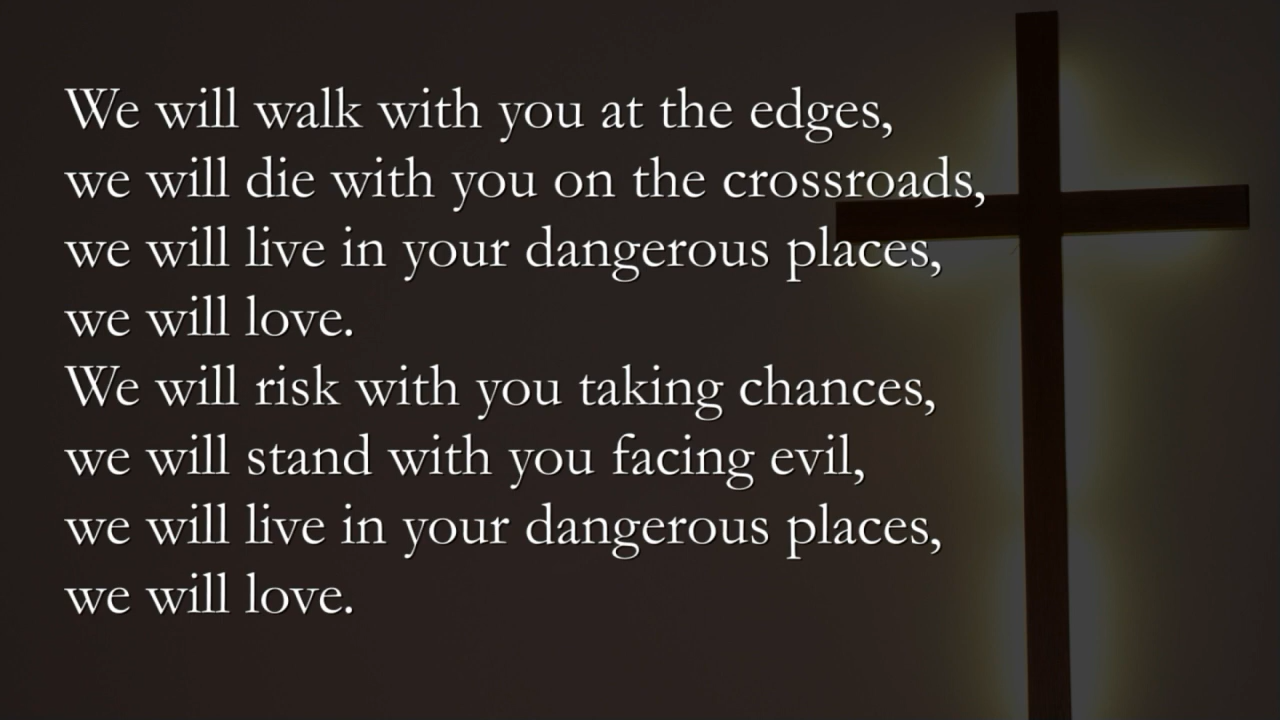 We will walk with you at the edges,
we will die with you on the crossroads,
we will live in your dangerous places,
we will love.
We will risk with you taking chances,
we will stand with you facing evil,
we will live in your dangerous places,
we will love.